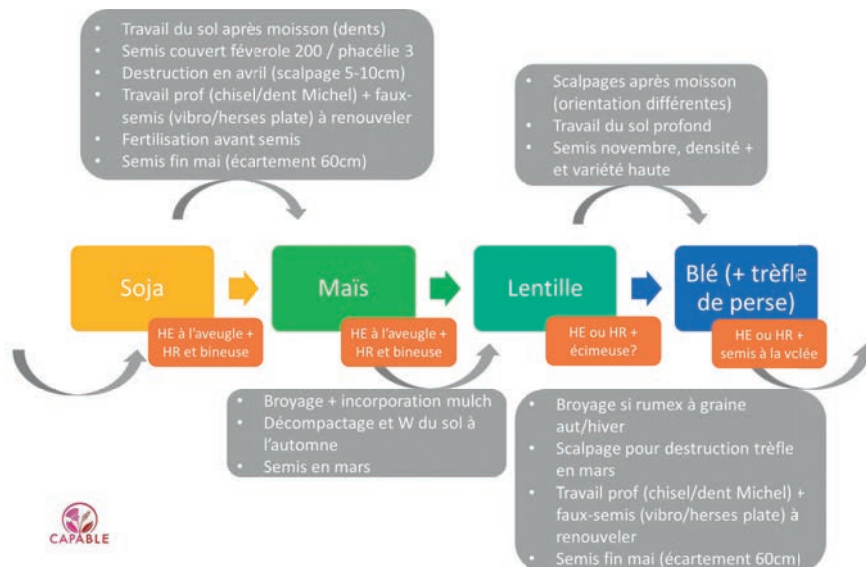 • Travail du sol après moisson (dents)
• Semis couvert féverole 200 / phacélie 3
• Destruction en avril (scalpage 5-10cm)
• Travail prof (chisel/dent Michel) + faux-
semis (vibro/herses plate) à renouveler
• Fertilisation avant semis
• Semis fin mai (écartement 60cm)
• Scalpages après moisson
(orientation différentes)
• Travail du sol profond
• Semis novembre, densité +
et variété haute
Soja
Maïs
Lentille
Blé (+ trèfle
de perse)
HE à l'aveugle +
HR et bineuse
HE à l'aveugle +
HR et bineuse
HE ou HR +
écimeuse?
HE ou HR +
semis à la volée
• Broyage + incorporation mulch
• Décompactage et W du sol à
l'automne
• Semis en mars
• Broyage si rumex à graine
aut/hiver
• Scalpage pour destruction trèfle
en mars
• Travail prof (chisel/dent Michel) +
faux-semis (vibro/herses plate) à
renouveler
• Semis fin mai (écartement 60cm)
CAPABLE